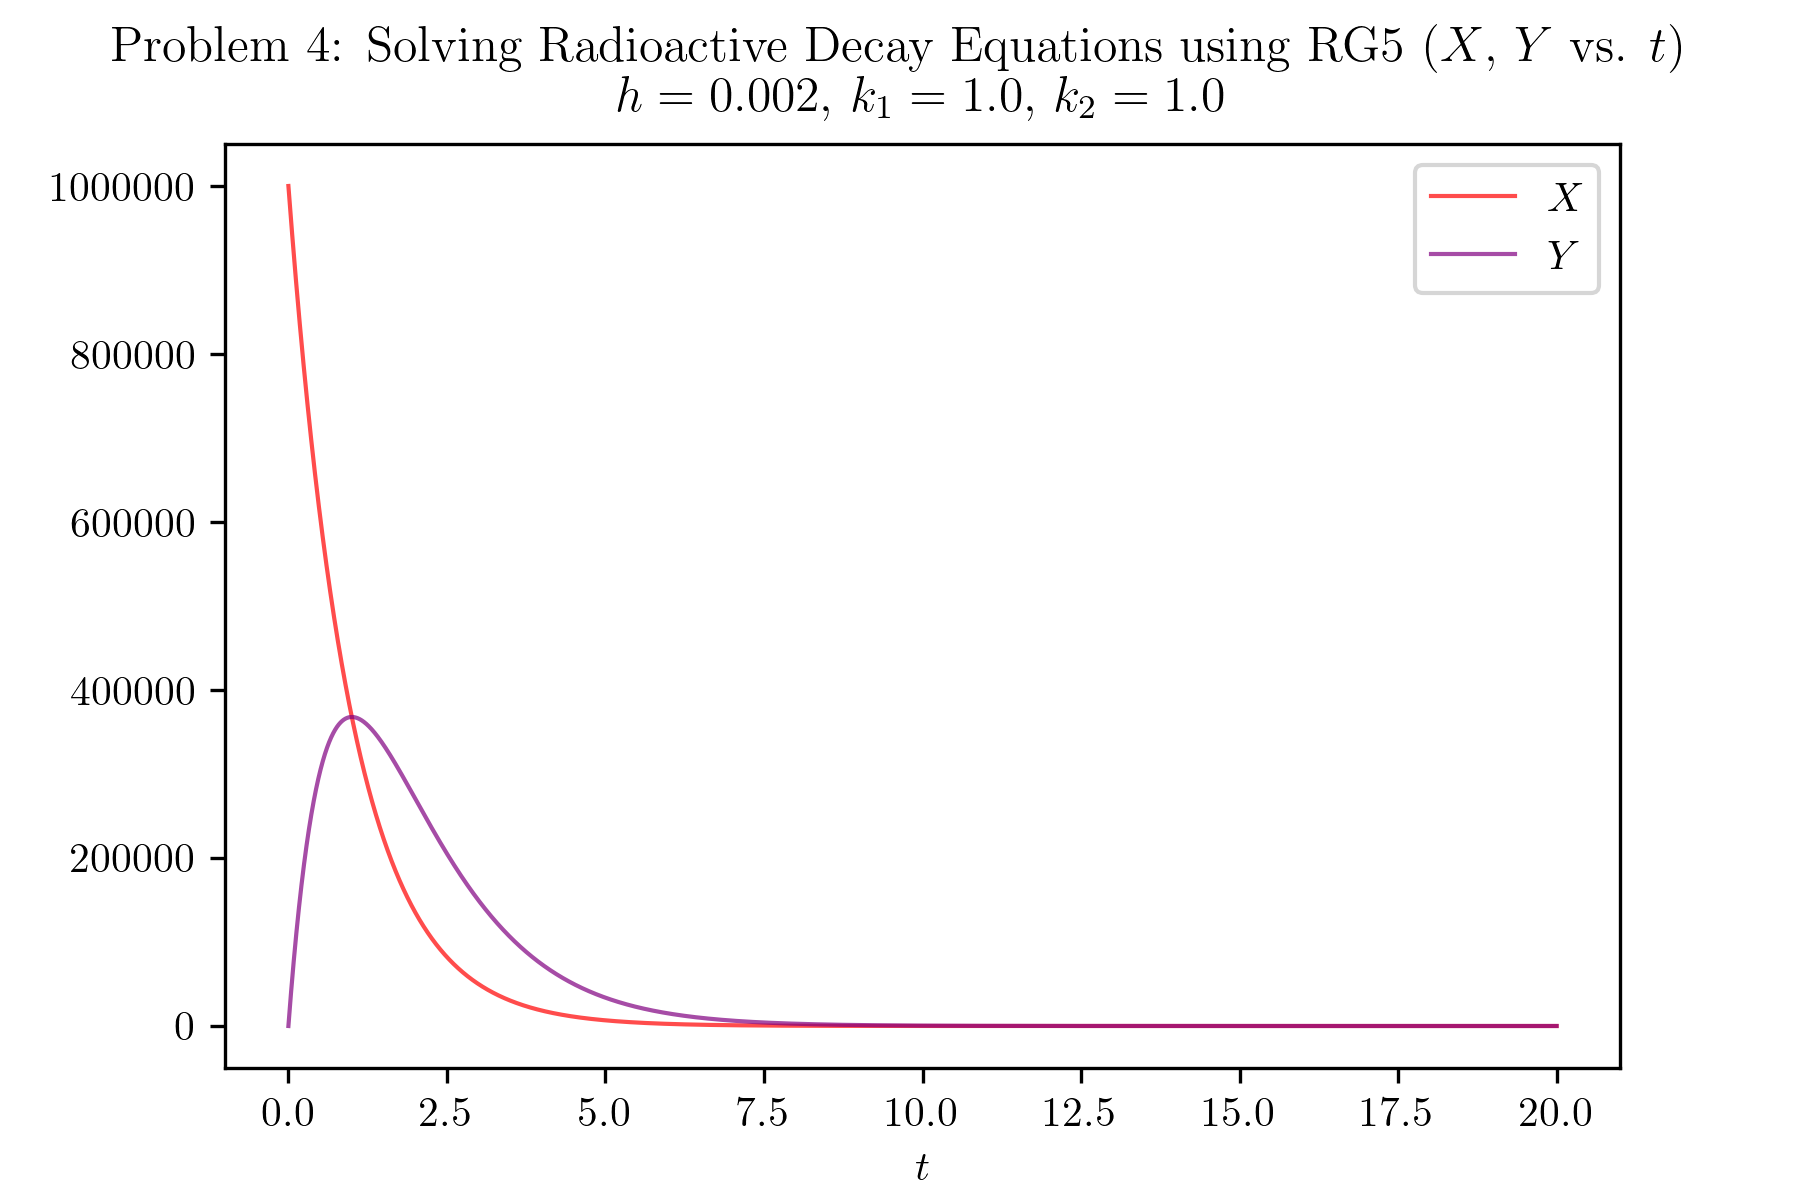 Problem 4: Solving Radioactive Decay Equations using RG5 (X, Y vs. t)
h = 0.002, k₁ = 1.0, k₂ = 1.0
X
Y
1000000
800000
600000
400000
200000
0
0.0 2.5 5.0 7.5 10.0 12.5 15.0 17.5 20.0
t